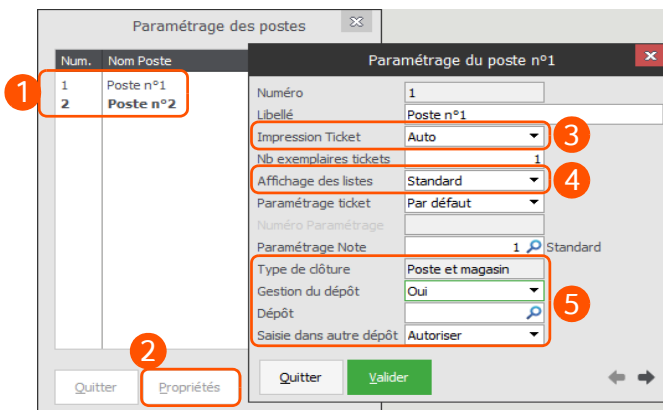 Paramétrage des postes
Num. Nom Poste
1 Poste n°1
2 Poste n°2
1
2
Quitter Propriétés
Paramétrage du poste n°1
Numéro 1
Libellé Poste n°1
Impression Ticket Auto
3
Nb exemplaires tickets 1
Affichage des listes Standard
4
Paramétrage ticket Par défaut
Numéro Paramétrage
Paramétrage Note 1 Standard
Type de clôture Poste et magasin
Gestion du dépôt Oui
5
Dépôt
Saisie dans autre dépôt Autoriser
Quitter Valider